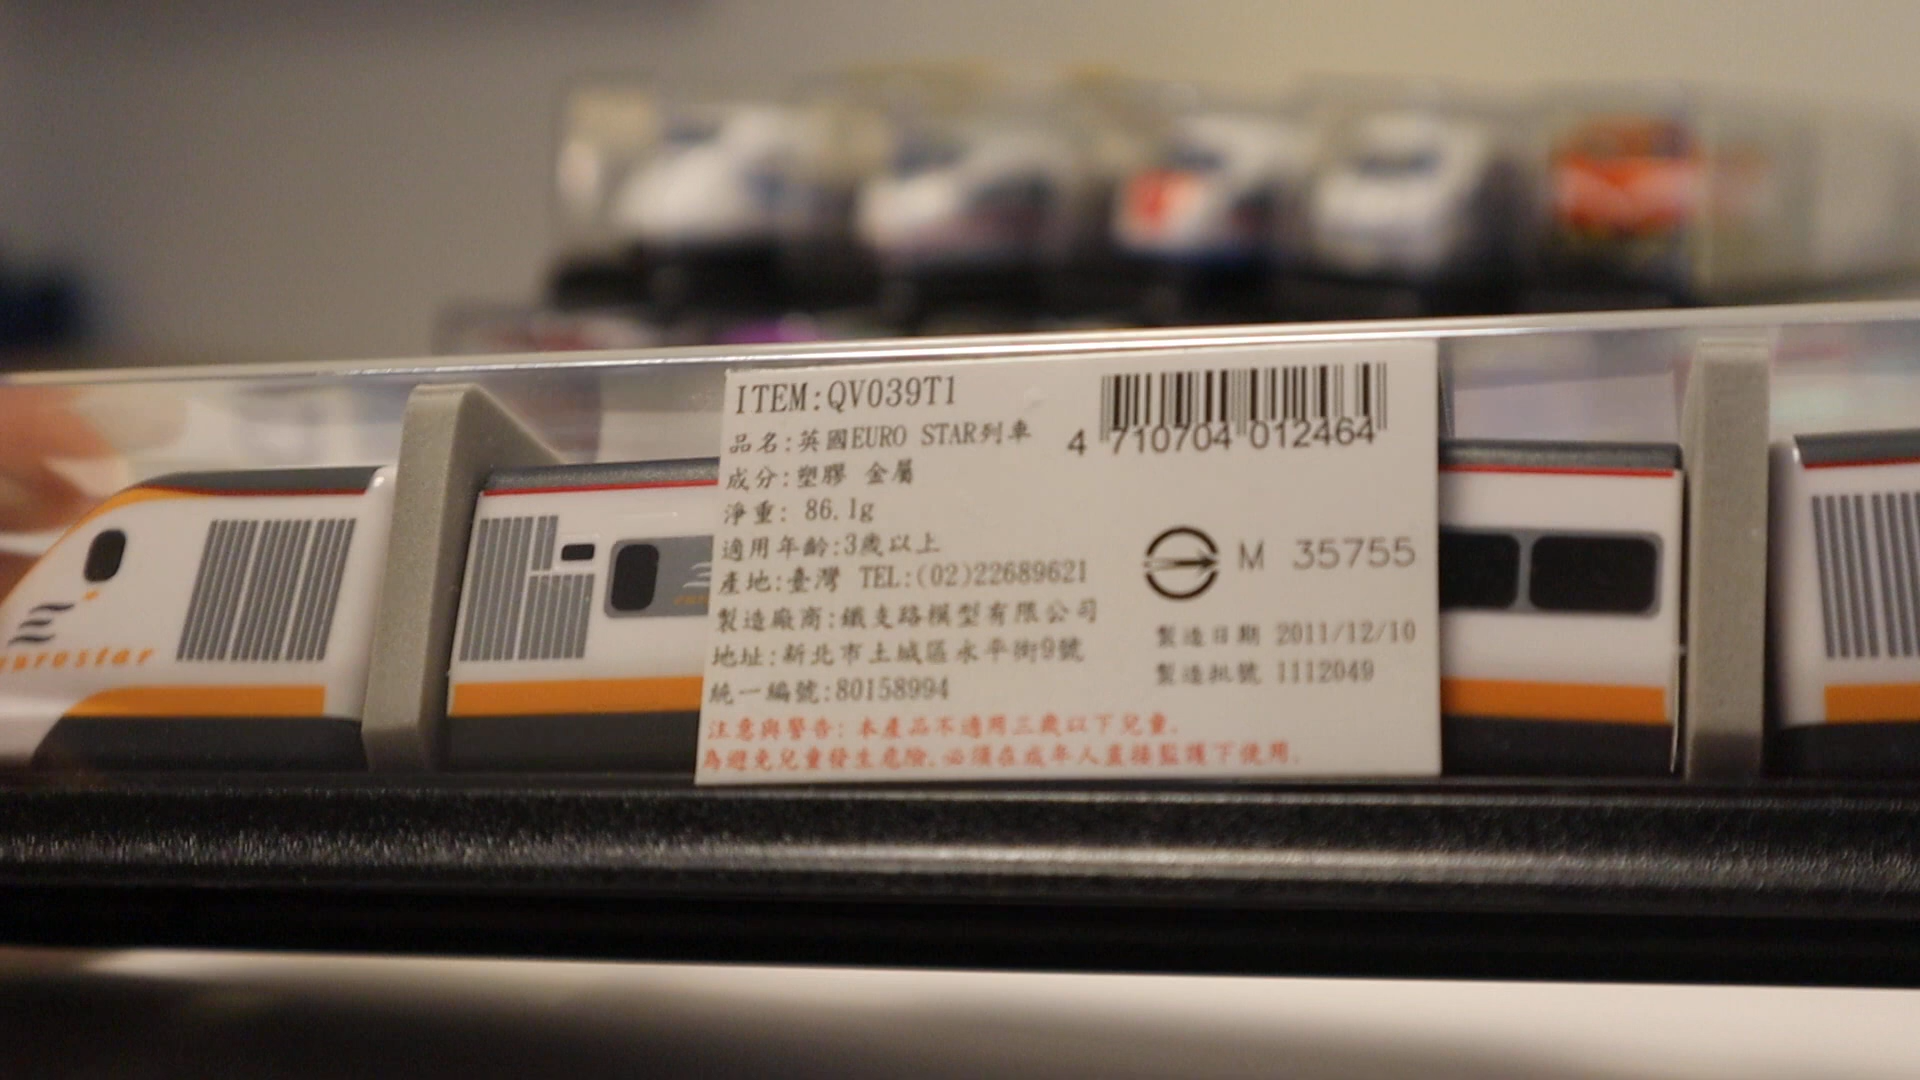 ITEM:QV039T1
品名:英國EURO STAR列車
成分:塑膠 金屬
淨重: 86.1g
適用年齡:3歲以上
產地:臺灣 TEL:(02)22689621
製造廠商:鐵支路模型有限公司
地址:新北市土城區永平街9號
統一編號:80158994
注意與警告: 本產品不適用三歲以下兒童.
為避免兒童發生危險.必須在成年人直接監護下使用.
4 710704 012464
M 35755
製造日期 2011/12/10
製造批號 1112049
eurostar